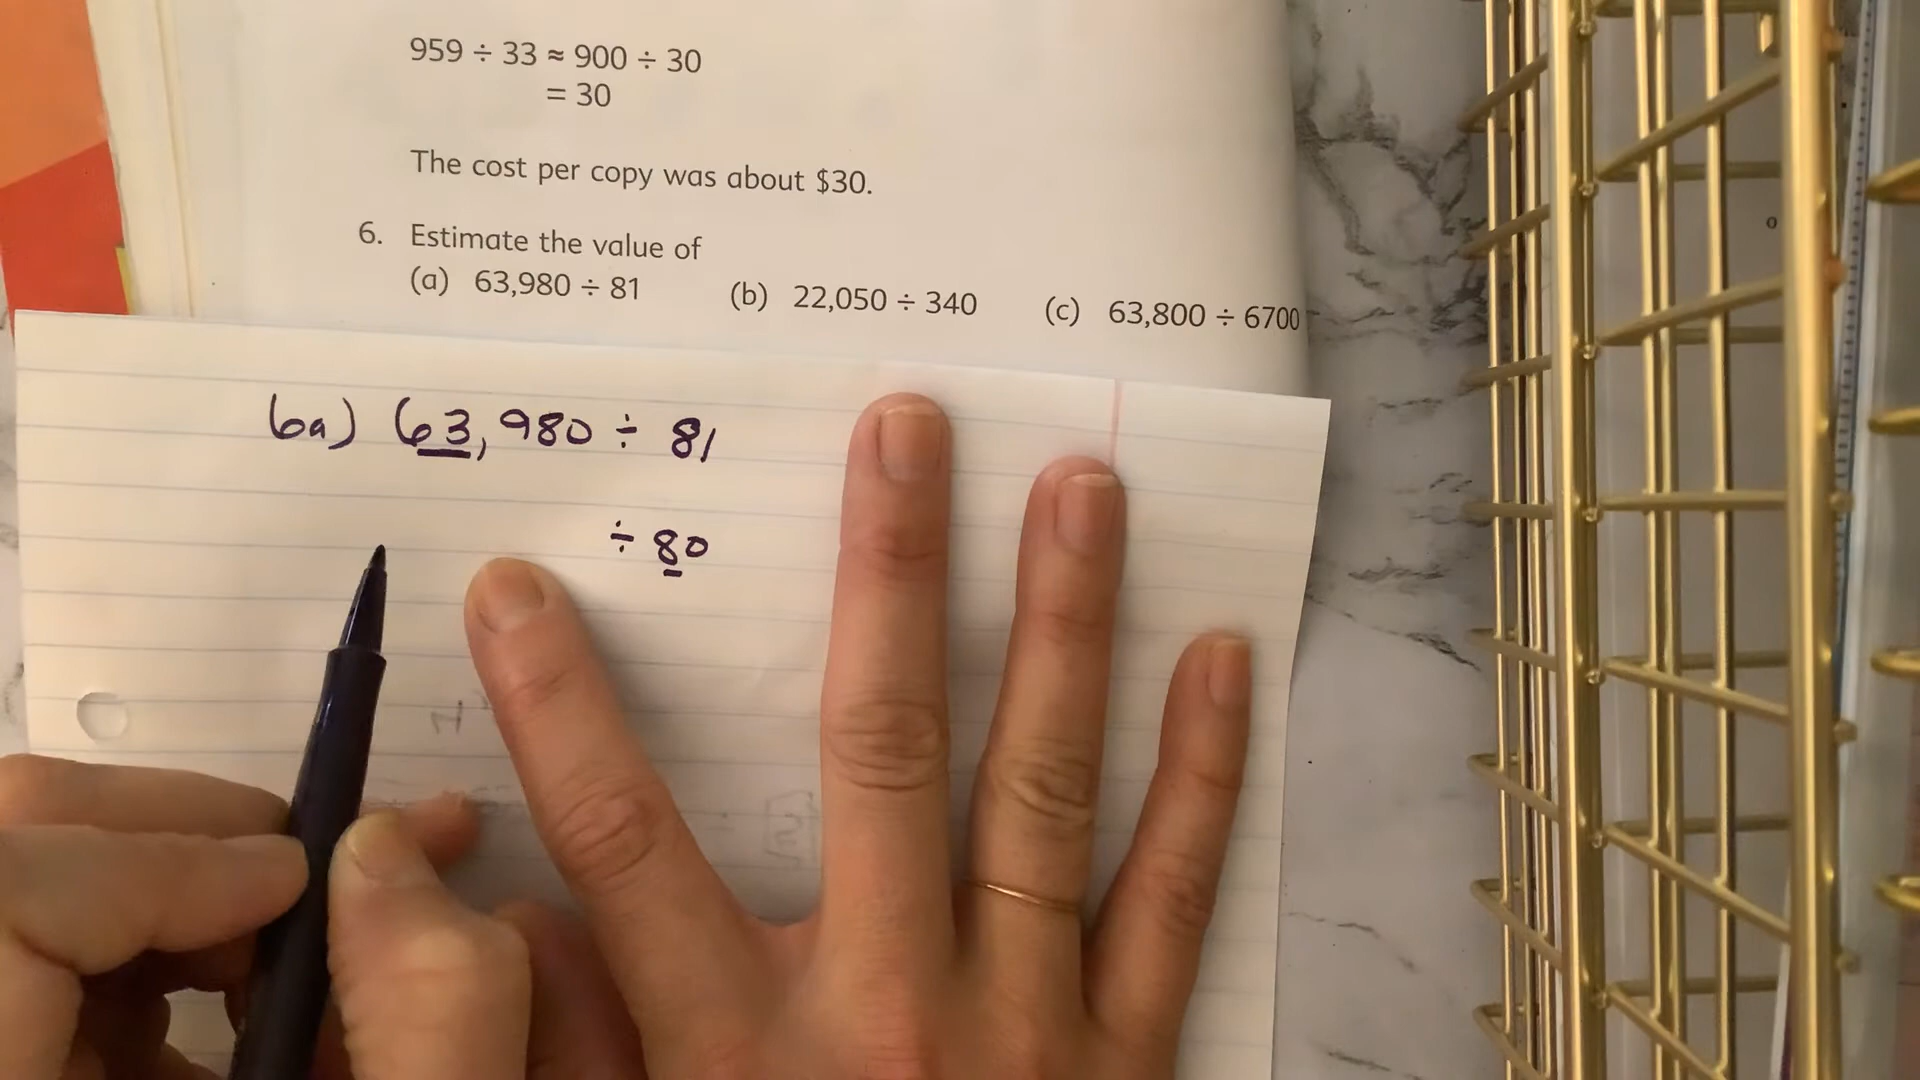 959 ÷ 33 ≈ 900 ÷ 30
= 30
The cost per copy was about $30.
6. Estimate the value of
(a) 63,980 ÷ 81 (b) 22,050 ÷ 340 (c) 63,800 ÷ 6700
6a) 63,980 ÷ 81
÷ 80